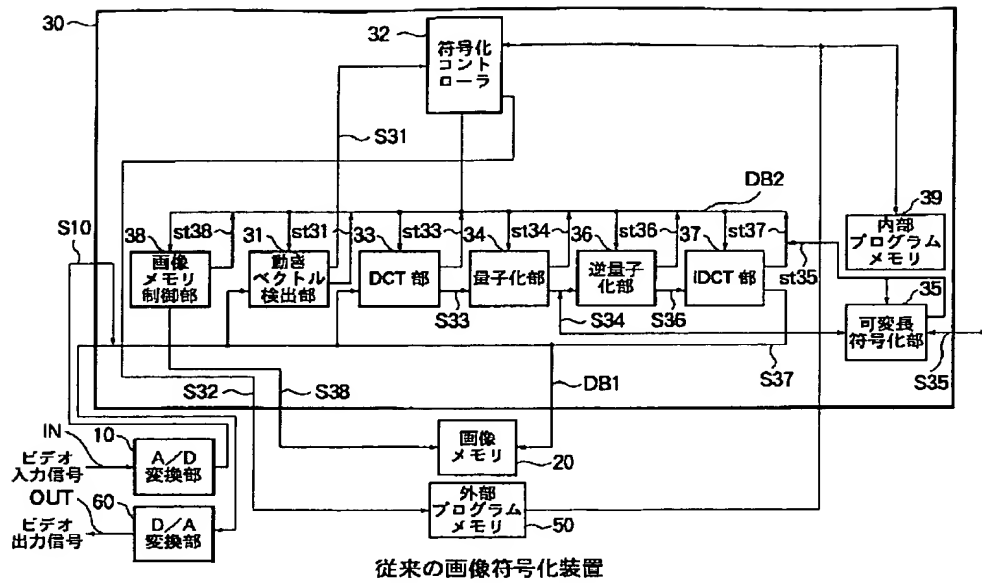 30
32
符号化
コント
ローラ
S31
DB2
S10
38
st38
31
st31
33
st33
34
st34
36
st36
37
st37
39
画像
メモリ
制御部
動き
ベクトル
検出部
DCT部
量子化部
逆量子
化部
iDCT部
内部
プログラム
メモリ
st35
35
可変長
符号化部
S33
S34
S36
S35
S32
S38
DB1
S37
IN
10
ビデオ
入力信号
A/D
変換部
画像
メモリ
20
OUT
60
ビデオ
出力信号
D/A
変換部
外部
プログラム
メモリ
50
従来の画像符号化装置